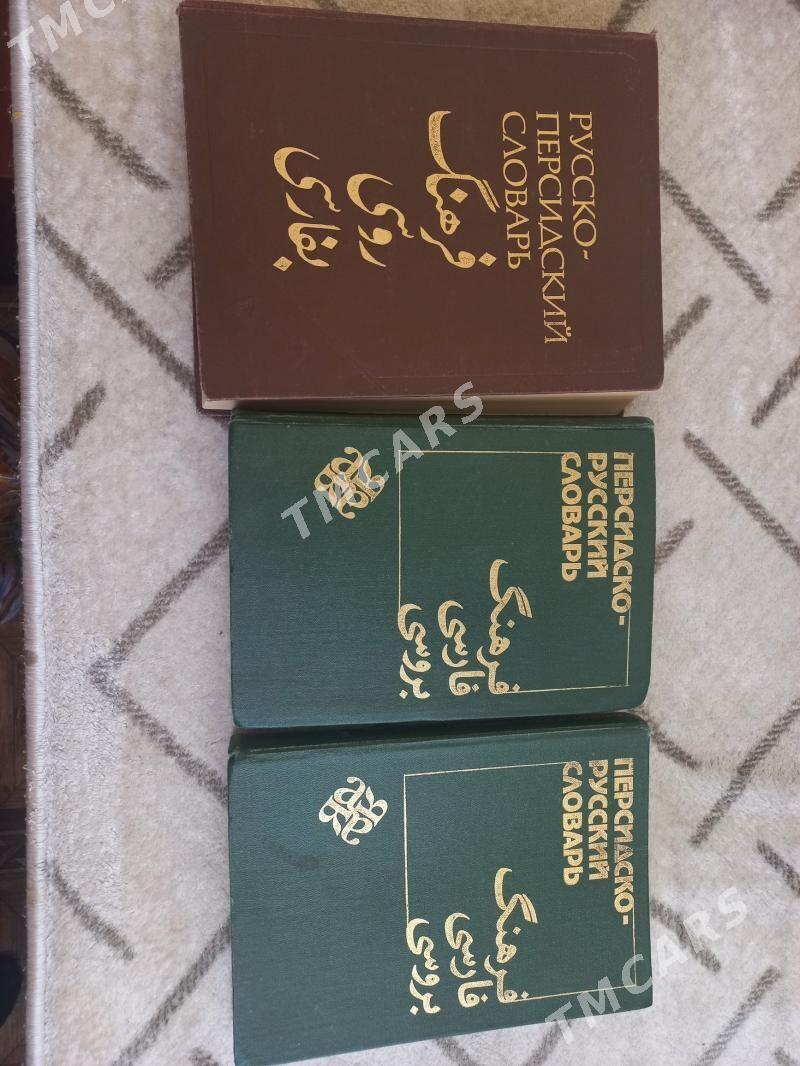 РУССКО-
ПЕРСИДСКИЙ
СЛОВАРЬ
فرهنگ
روسی
بفارسی
ПЕРСИДСКО-
РУССКИЙ
СЛОВАРЬ
فرهنگ
فارسی
بروسی
ПЕРСИДСКО-
РУССКИЙ
СЛОВАРЬ
فرهنگ
فارسی
بروسی
TMCARS
TMCARS
TMCARS